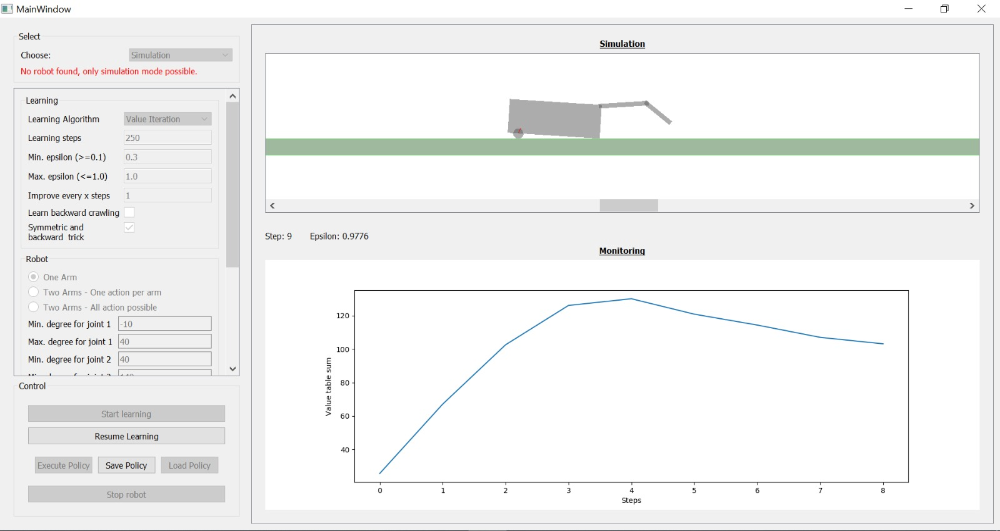 MainWindow
Select
Choose: Simulation
No robot found, only simulation mode possible.
Learning
Learning Algorithm Value Iteration
Learning steps 250
Min. epsilon (>=0.1) 0.3
Max. epsilon (<=1.0) 1.0
Improve every x steps 1
Learn backward crawling
Symmetric and
backward trick
Robot
One Arm
Two Arms - One action per arm
Two Arms - All action possible
Min. degree for joint 1 -10
Max. degree for joint 1 40
Min. degree for joint 2 40
Control
Start learning
Resume Learning
Execute Policy Save Policy Load Policy
Stop robot
Simulation
Step: 9 Epsilon: 0.9776
Monitoring
120
100
80
60
40
Value table sum
0 1 2 3 4 5 6 7 8
Steps